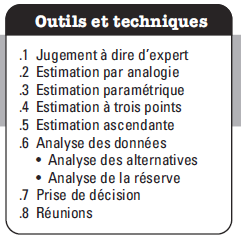 Outils et techniques
.1 Jugement à dire d'expert
.2 Estimation par analogie
.3 Estimation paramétrique
.4 Estimation à trois points
.5 Estimation ascendante
.6 Analyse des données
• Analyse des alternatives
• Analyse de la réserve
.7 Prise de décision
.8 Réunions